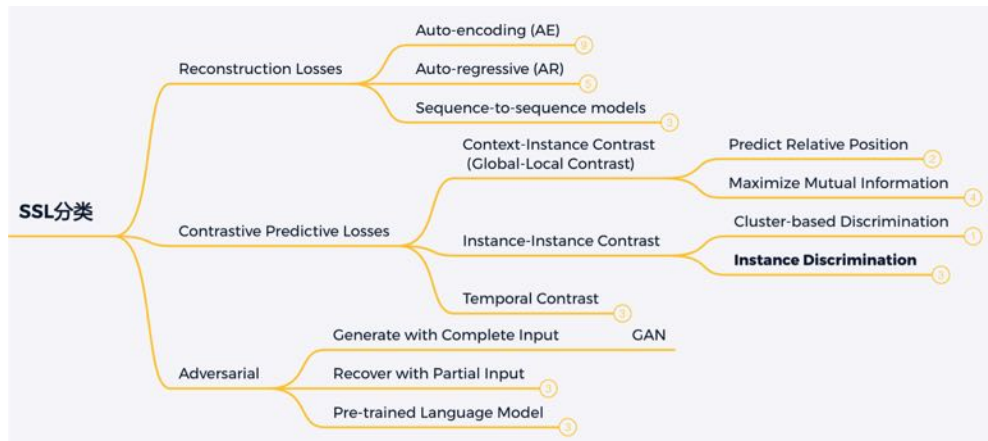 SSL分类
Reconstruction Losses
Auto-encoding (AE)
9
Auto-regressive (AR)
5
Sequence-to-sequence models
3
Contrastive Predictive Losses
Context-Instance Contrast
(Global-Local Contrast)
Predict Relative Position
2
Maximize Mutual Information
4
Instance-Instance Contrast
Cluster-based Discrimination
1
Instance Discrimination
3
Temporal Contrast
3
Adversarial
Generate with Complete Input
GAN
Recover with Partial Input
3
Pre-trained Language Model
3